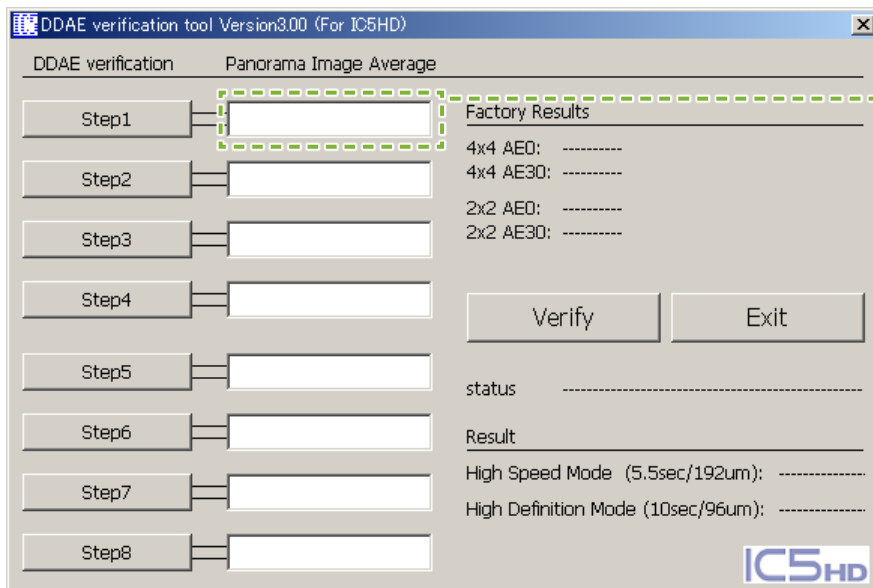 DDAE verification tool Version3.00 (For IC5HD)
DDAE verification Panorama Image Average
Step1
Step2
Step3
Step4
Step5
Step6
Step7
Step8
Factory Results
4x4 AE0: ----------
4x4 AE30: ----------
2x2 AE0: ----------
2x2 AE30: ----------
Verify Exit
status --------------------------------------------------
Result
High Speed Mode (5.5sec/192um): ---------------
High Definition Mode (10sec/96um): ---------------
IC5HD